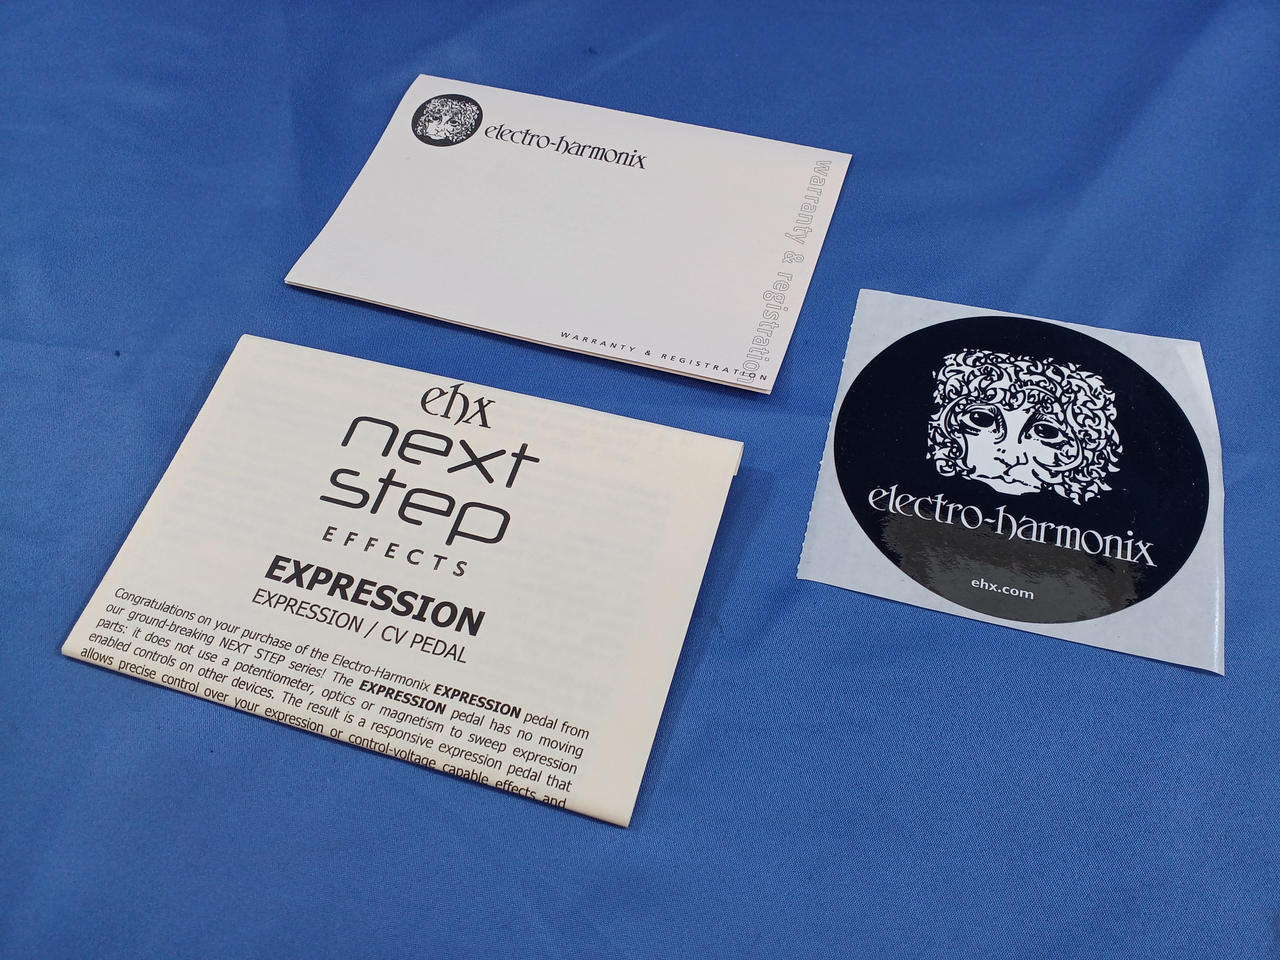 electro-harmonix
warranty & registration
WARRANTY & REGISTRATION
ehx
next
step
EFFECTS
EXPRESSION
EXPRESSION / CV PEDAL
Congratulations on your purchase of the Electro-Harmonix EXPRESSION pedal from
our ground-breaking NEXT STEP series! The EXPRESSION pedal has no moving
parts: it does not use a potentiometer, optics or magnetism to sweep expression
enabled controls on other devices. The result is a responsive expression pedal that
allows precise control over your expression or control-voltage capable effects and
electro-harmonix
ehx.com